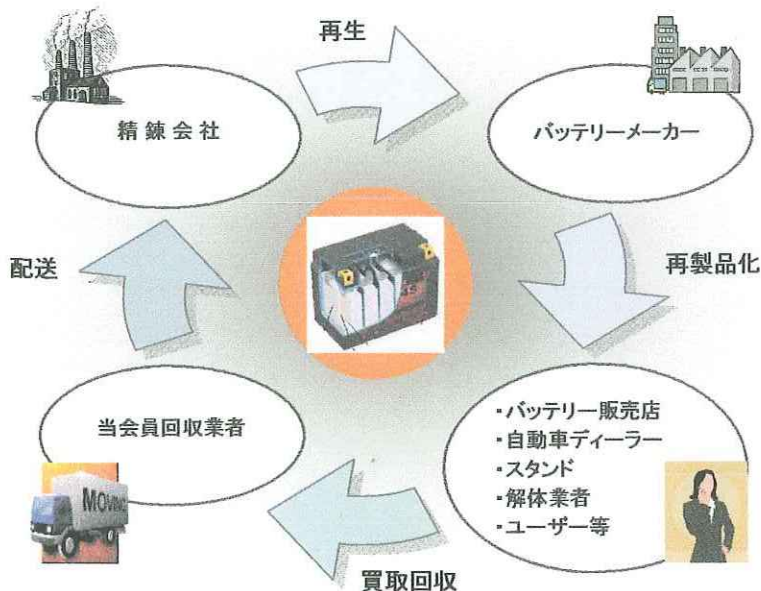 再生
精錬会社
バッテリーメーカー
配送
再製品化
当会員回収業者
・バッテリー販売店
・自動車ディーラー
・スタンド
・解体業者
・ユーザー等
MOVING
買取回収